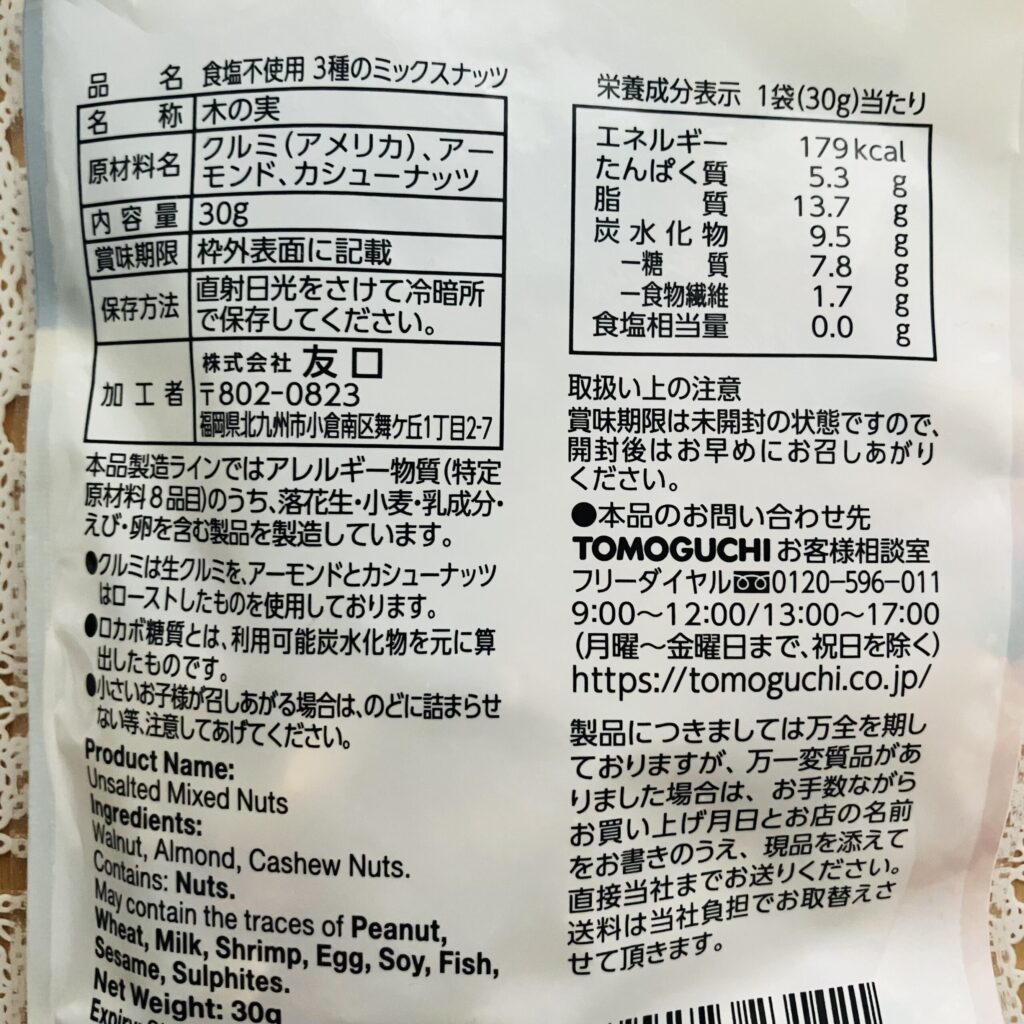 品名 食塩不使用 3種のミックスナッツ
名称 木の実
原材料名 クルミ(アメリカ)、アー
モンド、カシューナッツ
内容量 30g
賞味期限 枠外表面に記載
保存方法 直射日光をさけて冷暗所
で保存してください。
加工者 株式会社 友口
〒802-0823
福岡県北九州市小倉南区舞ケ丘1丁目2-7
本品製造ラインではアレルギー物質(特定
原材料8品目)のうち、落花生・小麦・乳成分・
えび・卵を含む製品を製造しています。
●クルミは生クルミを、アーモンドとカシューナッツ
はローストしたものを使用しております。
●ロカボ糖質とは、利用可能炭水化物を元に算
出したものです。
●小さいお子様が召しあがる場合は、のどに詰まらせ
ない等、注意してあげてください。
Product Name:
Unsalted Mixed Nuts
Ingredients:
Walnut, Almond, Cashew Nuts.
Contains: Nuts.
May contain the traces of Peanut,
Wheat, Milk, Shrimp, Egg, Soy, Fish,
Sesame, Sulphites.
Net Weight: 30g
栄養成分表示 1袋(30g)当たり
エネルギー 179kcal
たんぱく質 5.3 g
脂質 13.7 g
炭水化物 9.5 g
ー糖質 7.8 g
ー食物繊維 1.7 g
食塩相当量 0.0 g
取扱い上の注意
賞味期限は未開封の状態ですので、
開封後はお早めにお召しあがり
ください。
●本品のお問い合わせ先
TOMOGUCHI お客様相談室
フリーダイヤル 0120-596-011
9:00〜12:00/13:00〜17:00
(月曜〜金曜日まで、祝日を除く)
https://tomoguchi.co.jp/
製品につきましては万全を期し
ておりますが、万一変質品があ
りました場合は、お手数ながら
お買い上げ月日とお店の名前
をお書きのうえ、現品を添えて
直接当社までお送りください。
送料は当社負担でお取替えさ
せて頂きます。